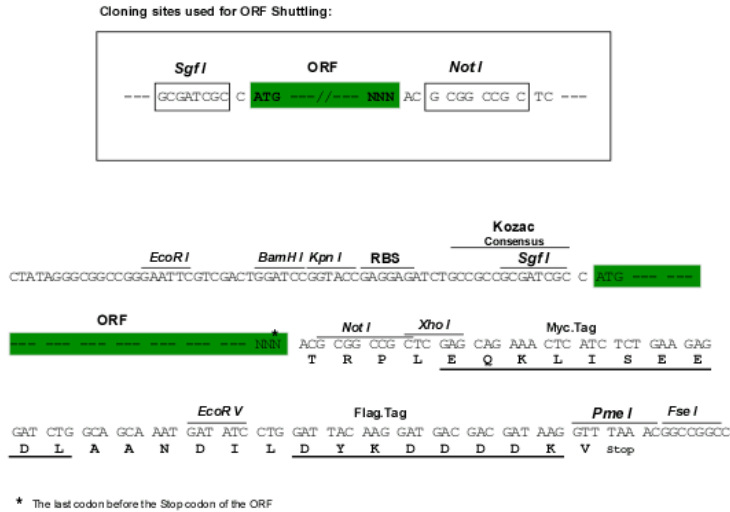 Cloning sites used for ORF Shuttling:
Sgf I ORF Not I
--- GCGATCGC C ATG ---//--- NNN AC G CGG CCG C TC ---
Kozac
Consensus
EcoR I BamH I Kpn I RBS Sgf I
CTATAGGGCGGCCGGGAATTCGTCGACTGGATCCGGTACCGAGGAGATCTGCCGCCGCGATCGC C ATG --- ---
ORF
Not I Xho I Myc.Tag
--- --- --- --- --- --- --- --- NNN* ACG CGG CCG CTC GAG CAG AAA CTC ATC TCT GAA GAG
T R P L E Q K L I S E E
EcoR V Flag.Tag Pme I Fse I
GAT CTG GCA GCA AAT GAT ATC CTG GAT TAC AAG GAT GAC GAC GAT AAG GTT TAA ACGGCCGGCC
D L A A N D I L D Y K D D D D K V Stop
* The last codon before the Stop codon of the ORF